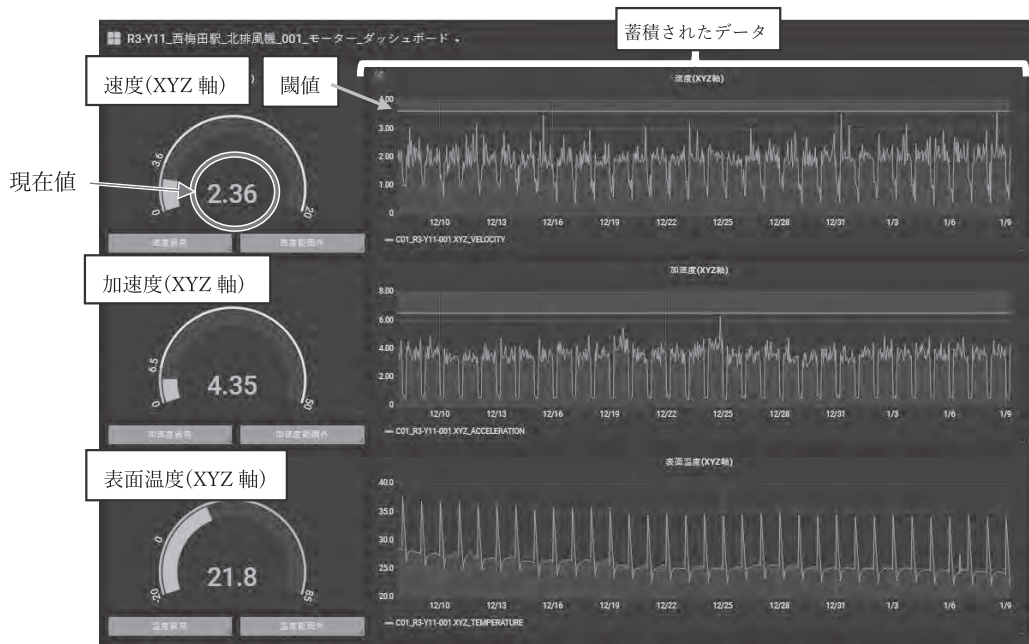 蓄積されたデータ
R3-Y11_西梅田駅_北排風機_001_モーター_ダッシュボード
速度(XYZ 軸)
閾値
現在値
2.36
0
3.6
20
速度異常
速度範囲外
速度(XYZ軸)
4.00
3.00
2.00
1.00
0
12/10 12/13 12/16 12/19 12/22 12/25 12/28 12/31 1/3 1/6 1/9
C01_R3-Y11-001.XYZ_VELOCITY
加速度(XYZ 軸)
4.35
0
6.5
50
加速度異常
加速度範囲外
加速度(XYZ軸)
8.00
6.00
4.00
2.00
0
12/10 12/13 12/16 12/19 12/22 12/25 12/28 12/31 1/3 1/6 1/9
C01_R3-Y11-001.XYZ_ACCELERATION
表面温度(XYZ 軸)
21.8
-20
0
85
温度異常
温度範囲外
表面温度(XYZ軸)
40.0
35.0
30.0
25.0
20.0
12/10 12/13 12/16 12/19 12/22 12/25 12/28 12/31 1/3 1/6 1/9
C01_R3-Y11-001.XYZ_TEMPERATURE